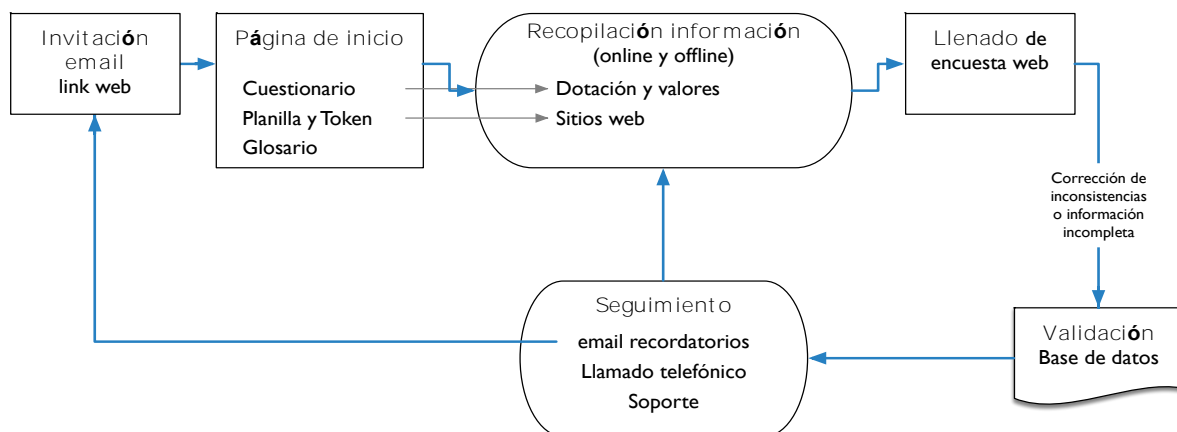 Invitación
email
link web
Página de inicio
Cuestionario
Planilla y Token
Glosario
Recopilación información
(online y offline)
Dotación y valores
Sitios web
Llenado de
encuesta web
Corrección de
inconsistencias
o información
incompleta
Seguimiento
email recordatorios
Llamado telefónico
Soporte
Validación
Base de datos